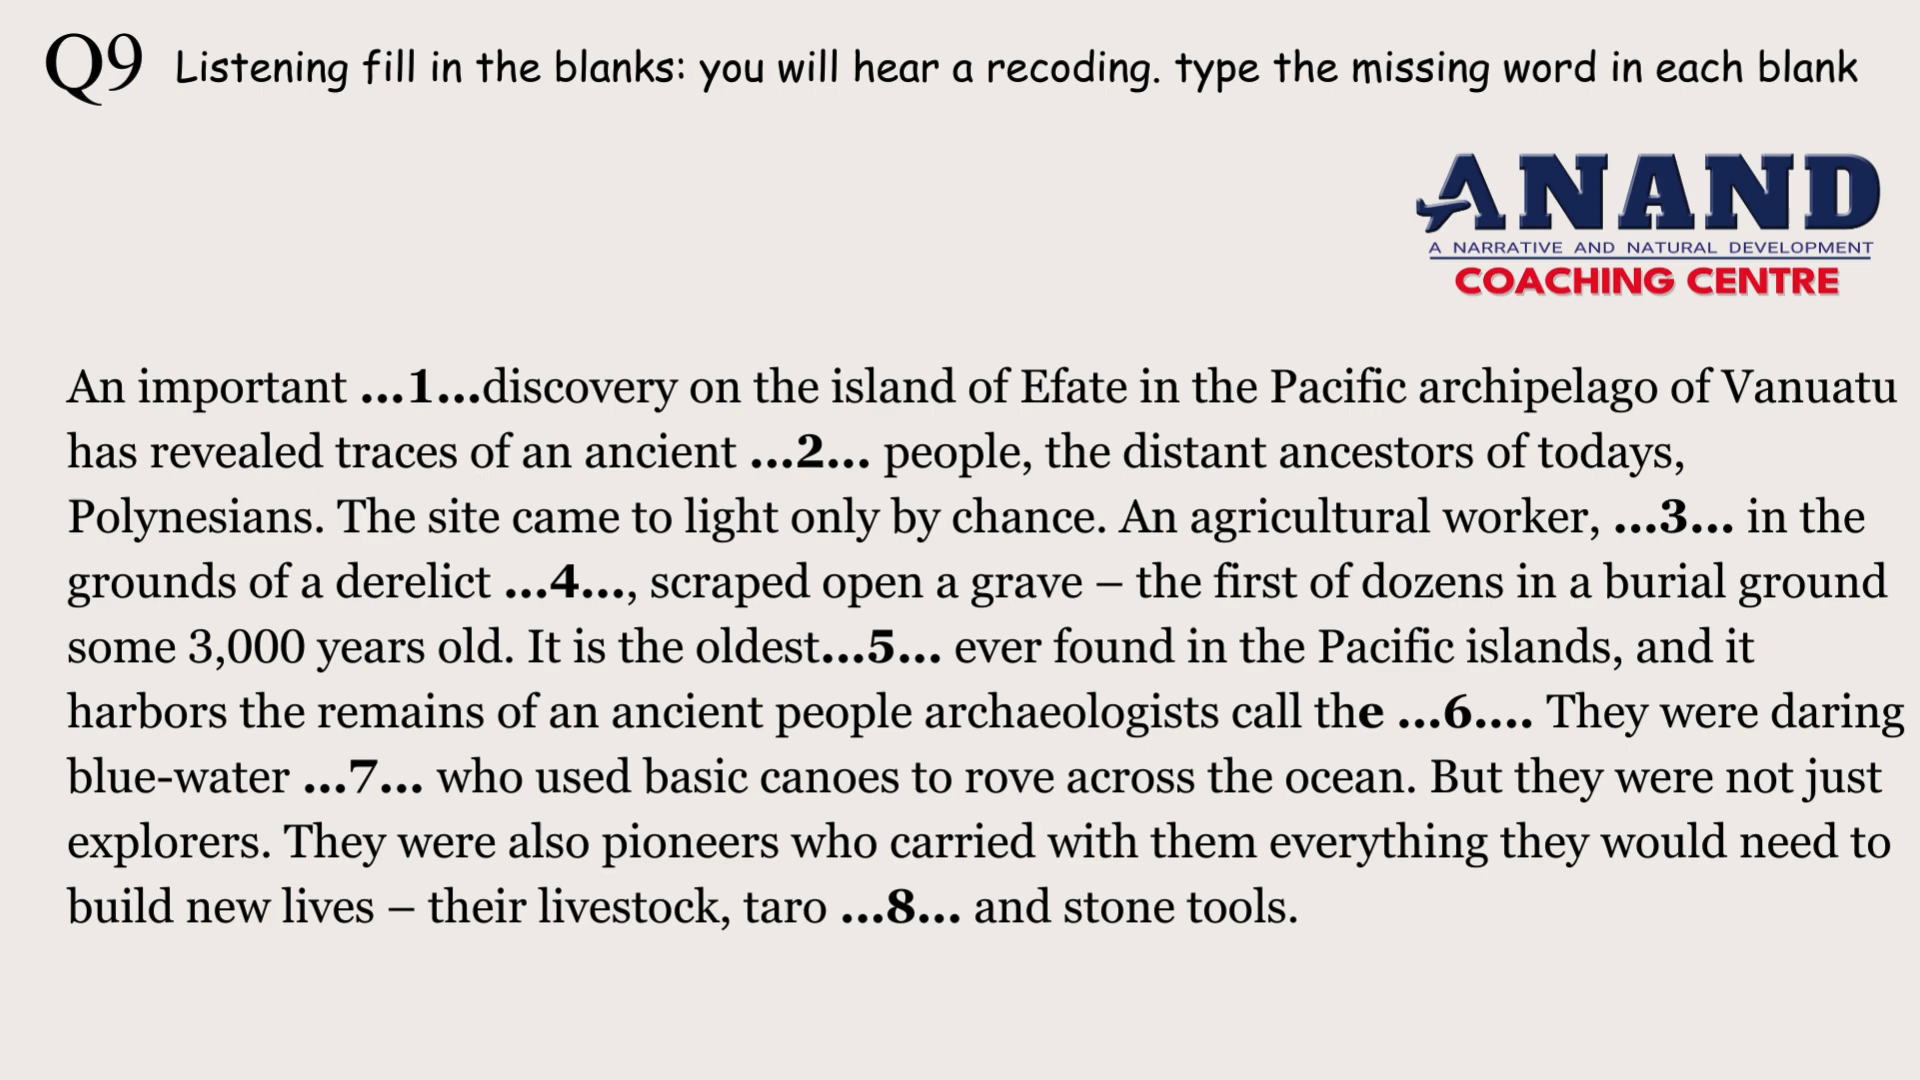 Q9 Listening fill in the blanks: you will hear a recoding. type the missing word in each blank
ANAND
A NARRATIVE AND NATURAL DEVELOPMENT
COACHING CENTRE
An important ...1...discovery on the island of Efate in the Pacific archipelago of Vanuatu
has revealed traces of an ancient ...2... people, the distant ancestors of todays,
Polynesians. The site came to light only by chance. An agricultural worker, ...3... in the
grounds of a derelict ...4..., scraped open a grave – the first of dozens in a burial ground
some 3,000 years old. It is the oldest...5... ever found in the Pacific islands, and it
harbors the remains of an ancient people archaeologists call the ...6.... They were daring
blue-water ...7... who used basic canoes to rove across the ocean. But they were not just
explorers. They were also pioneers who carried with them everything they would need to
build new lives – their livestock, taro ...8... and stone tools.